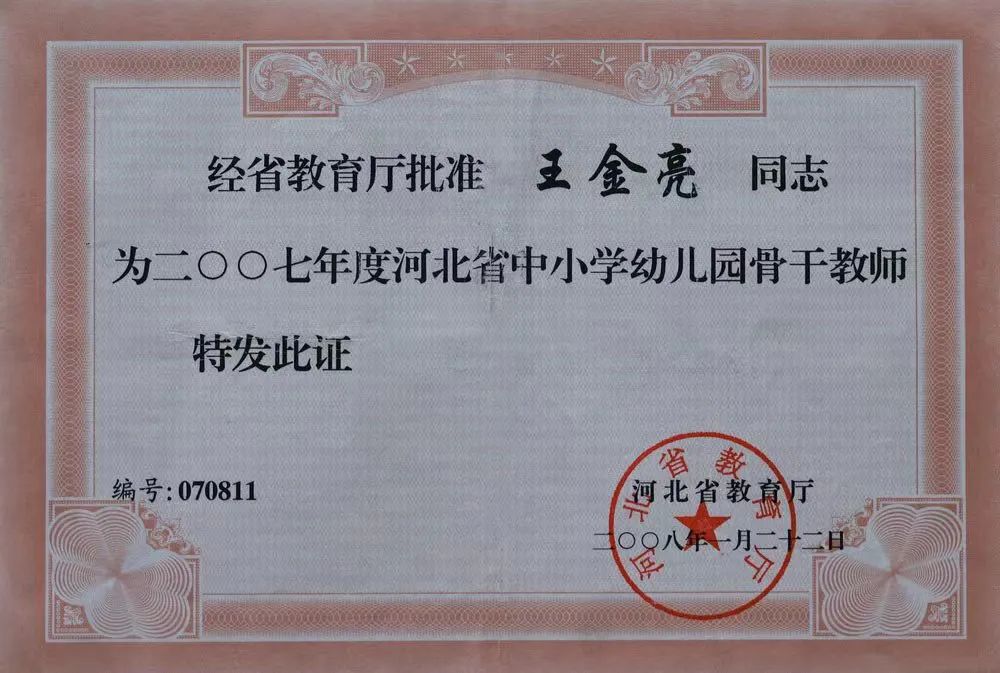 经省教育厅批准 王金亮 同志
为二〇〇七年度河北省中小学幼儿园骨干教师
特发此证
编号:070811
河北省教育厅
二〇〇八年一月二十二日
河北省教育厅